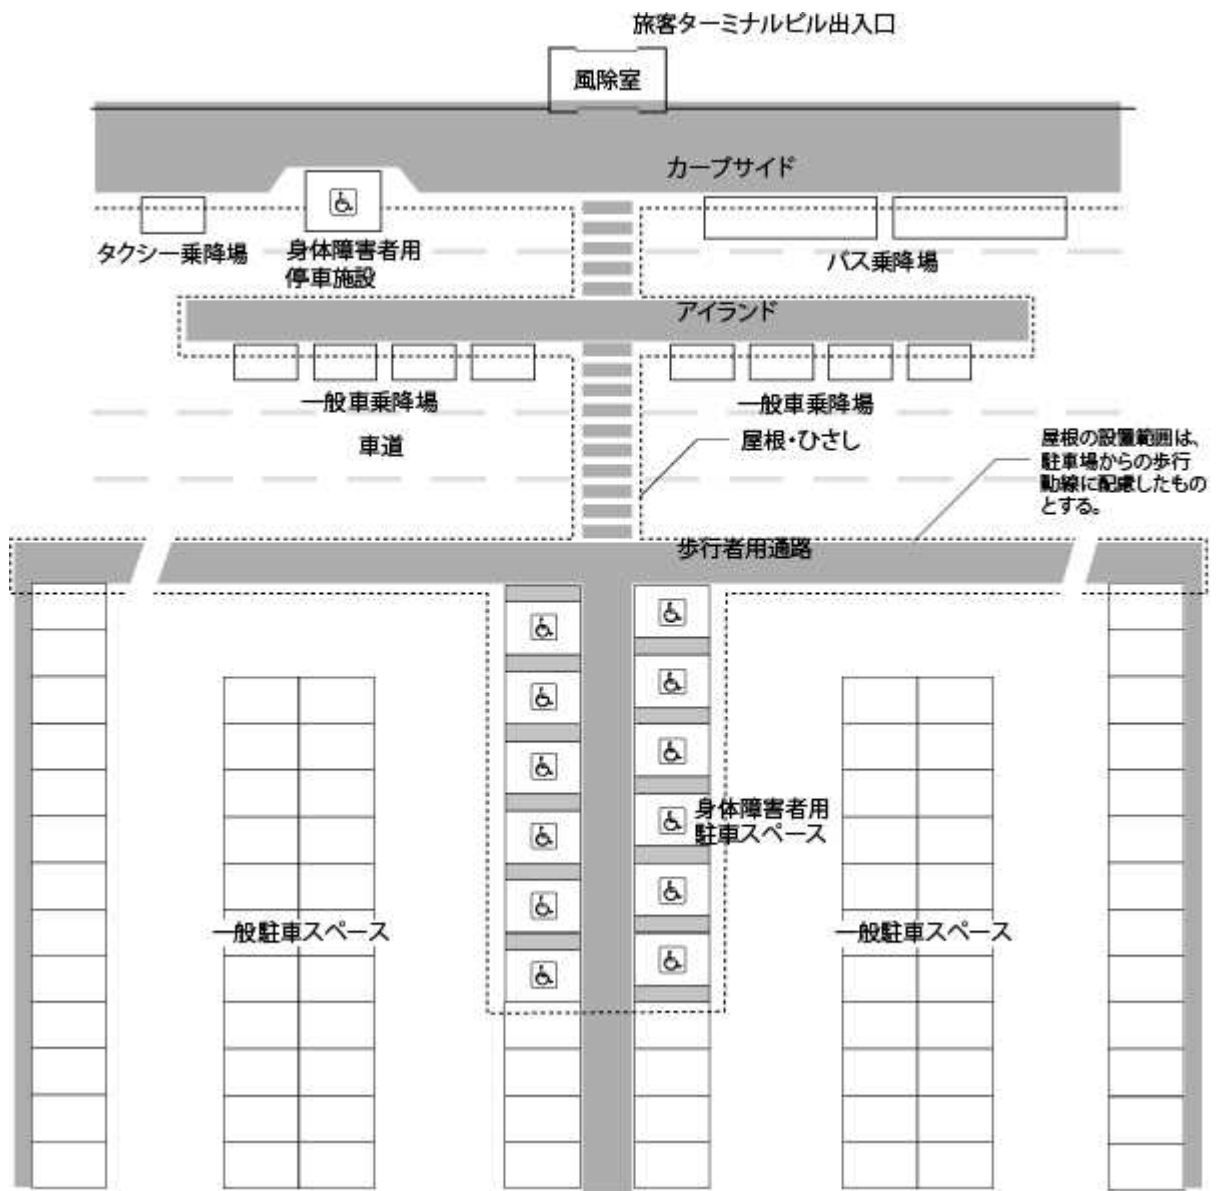 旅客ターミナルビル出入口
風除室
カーブサイド
タクシー乗降場
身体障害者用
停車施設
バス乗降場
アイランド
一般車乗降場
一般車乗降場
車道
屋根・ひさし
屋根の設置範囲は、
駐車場からの歩行
動線に配慮したもの
とする。
歩行者用通路
身体障害者用
駐車スペース
一般駐車スペース
一般駐車スペース